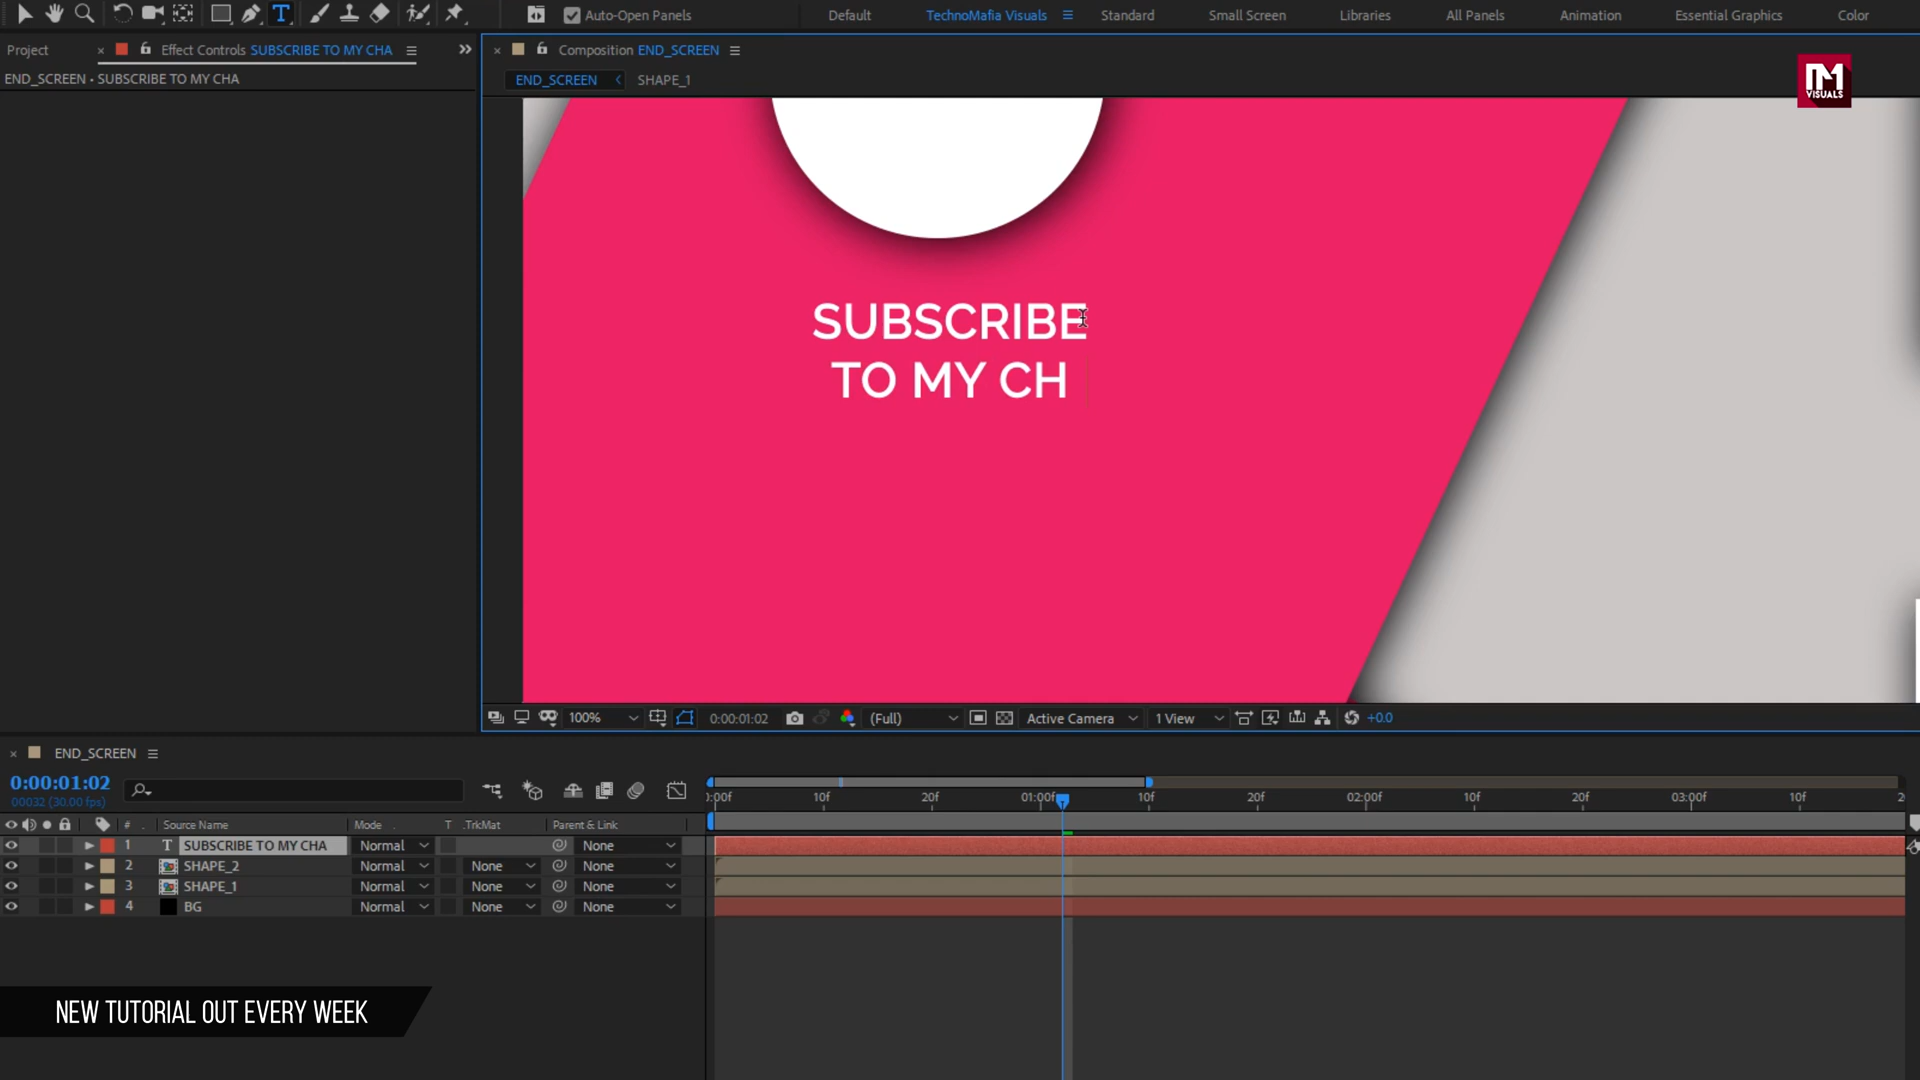 Auto-Open Panels
Default
TechnoMafia Visuals
Standard
Small Screen
Libraries
All Panels
Animation
Essential Graphics
Color
Project
Effect Controls SUBSCRIBE TO MY CHA
Composition END_SCREEN
END_SCREEN • SUBSCRIBE TO MY CHA
END_SCREEN
SHAPE_1
VISUALS
SUBSCRIBE
TO MY CH
100%
0:00:01:02
(Full)
Active Camera
1 View
+0.0
END_SCREEN
0:00:01:02
00032 (30.00 fps)
:00f
10f
20f
01:00f
10f
20f
02:00f
10f
20f
03:00f
10f
2
# Source Name Mode T .TrkMat Parent & Link
1 T SUBSCRIBE TO MY CHA Normal None
2 SHAPE_2 Normal None None
3 SHAPE_1 Normal None None
4 BG Normal None None
NEW TUTORIAL OUT EVERY WEEK